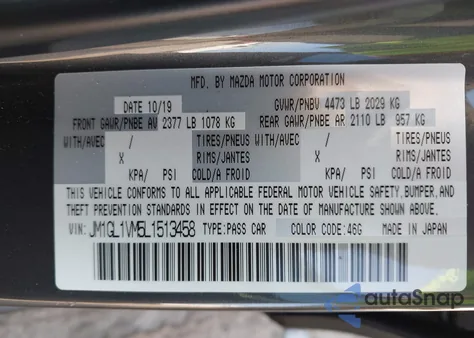 MFD. BY MAZDA MOTOR CORPORATION
DATE 10/19 GVWR/PNBV 4473 LB 2029 KG
FRONT GAWR/PNBE AV 2377 LB 1078 KG REAR GAWR/PNBE AR 2110 LB 957 KG
WITH/AVEC / TIRES/PNEUS WITH/AVEC / TIRES/PNEUS
X RIMS/JANTES X RIMS/JANTES
KPA/ PSI COLD/A FROID KPA/ PSI COLD/A FROID
THIS VEHICLE CONFORMS TO ALL APPLICABLE FEDERAL MOTOR VEHICLE SAFETY, BUMPER, AND
THEFT PREVENTION STANDARDS IN EFFECT ON THE DATE OF MANUFACTURE SHOWN ABOVE.
VIN: JM1GL1VM5L1513458 TYPE:PASS CAR COLOR CODE:46G MADE IN JAPAN
autoSnap